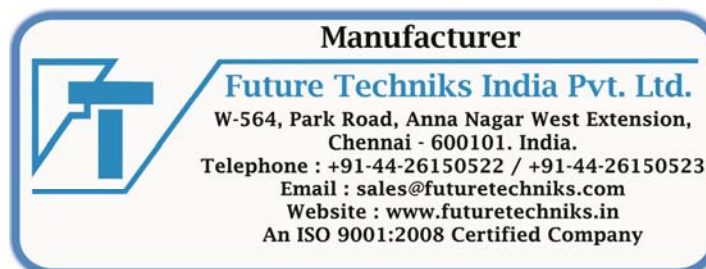 Manufacturer
Future Techniks India Pvt. Ltd.
W-564, Park Road, Anna Nagar West Extension,
Chennai - 600101. India.
Telephone : +91-44-26150522 / +91-44-26150523
Email : sales@futuretechniks.com
Website : www.futuretechniks.in
An ISO 9001:2008 Certified Company